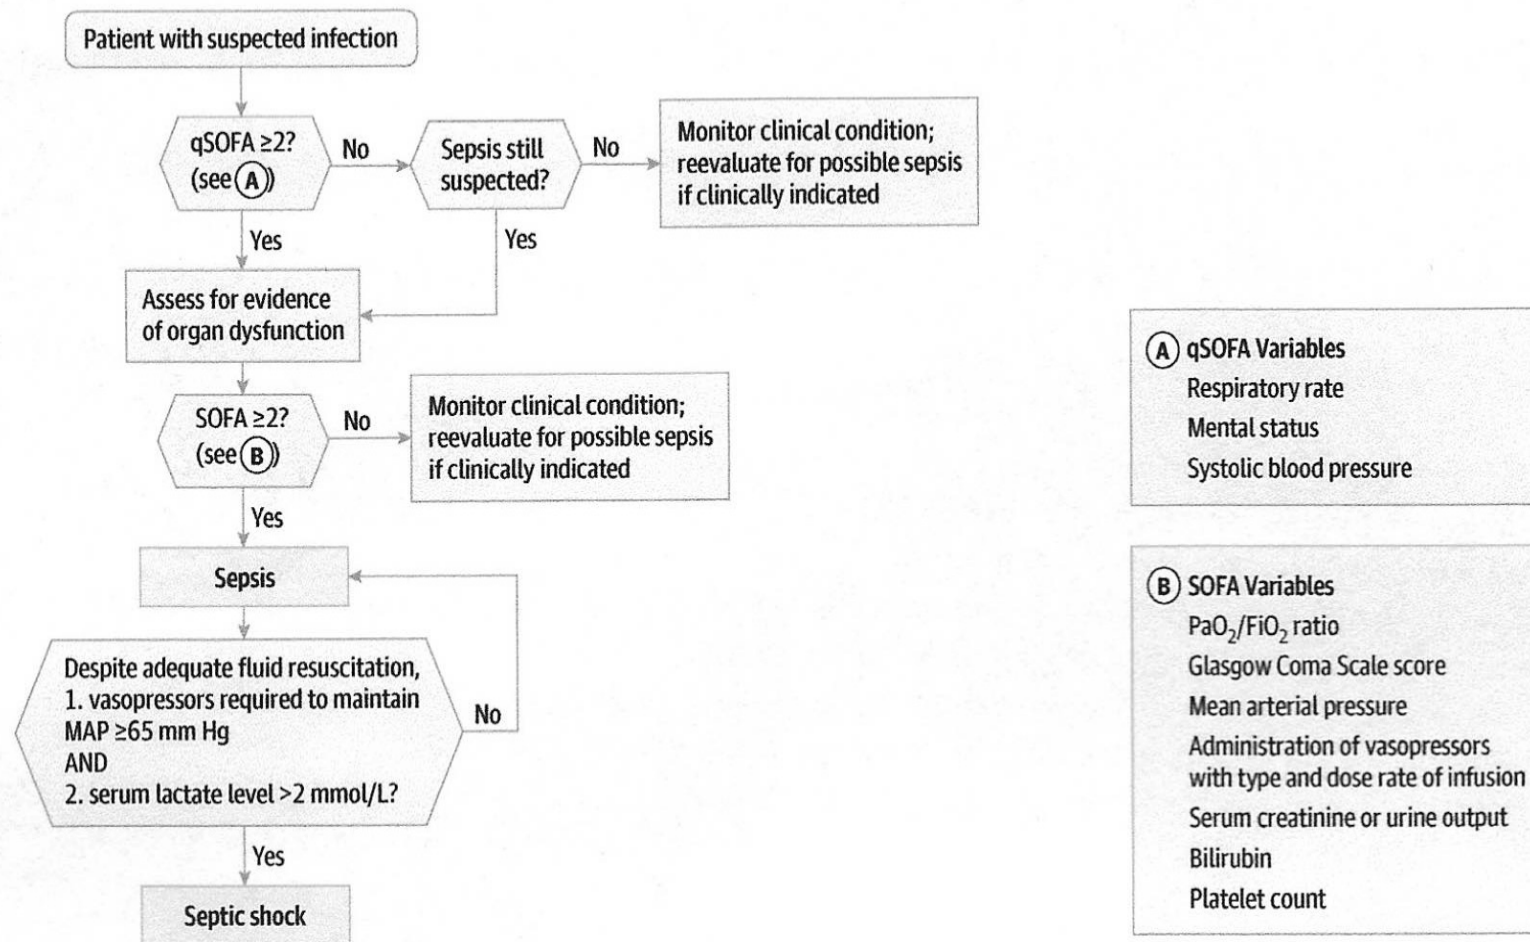 Patient with suspected infection
qSOFA ≥2?
(see Ⓐ)
No
Sepsis still
suspected?
No
Monitor clinical condition;
reevaluate for possible sepsis
if clinically indicated
Yes
Yes
Assess for evidence
of organ dysfunction
SOFA ≥2?
(see Ⓑ)
No
Monitor clinical condition;
reevaluate for possible sepsis
if clinically indicated
Yes
Sepsis
Despite adequate fluid resuscitation,
1. vasopressors required to maintain
MAP ≥65 mm Hg
AND
2. serum lactate level >2 mmol/L?
No
Yes
Septic shock
Ⓐ qSOFA Variables
Respiratory rate
Mental status
Systolic blood pressure
Ⓑ SOFA Variables
PaO₂/FiO₂ ratio
Glasgow Coma Scale score
Mean arterial pressure
Administration of vasopressors
with type and dose rate of infusion
Serum creatinine or urine output
Bilirubin
Platelet count